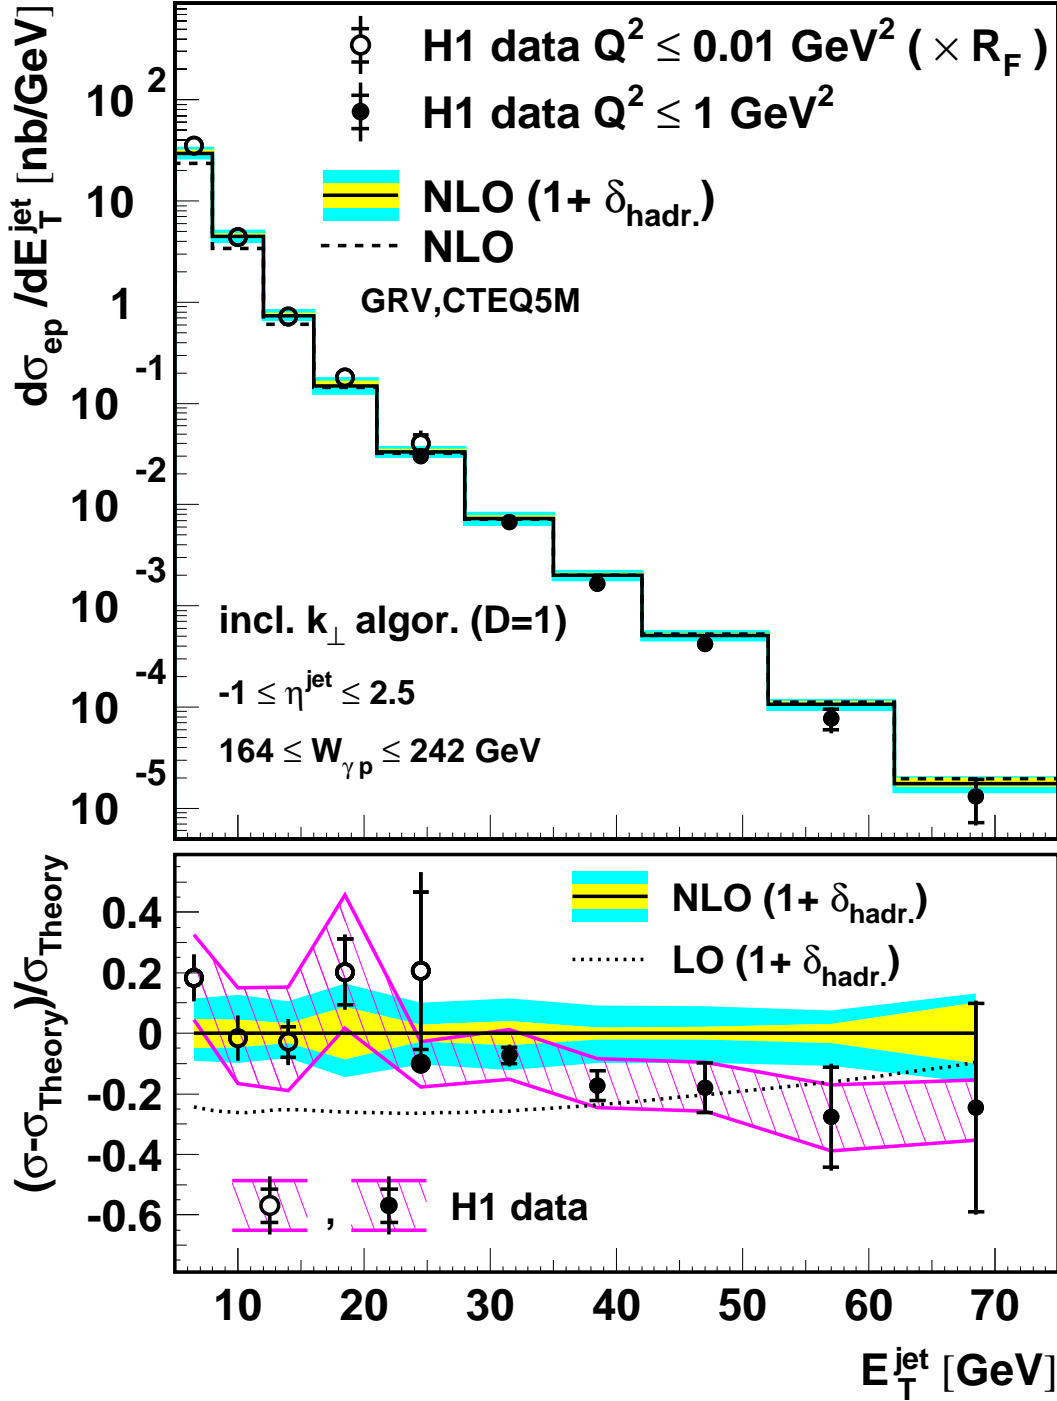 H1 data Q² ≤ 0.01 GeV² ( × R_F )
H1 data Q² ≤ 1 GeV²
NLO (1+ δ_hadr.)
NLO
GRV,CTEQ5M
dσ_ep /dE_T^jet [nb/GeV]
10²
10
1
10⁻¹
10⁻²
10⁻³
10⁻⁴
10⁻⁵
incl. k_⊥ algor. (D=1)
-1 ≤ η^jet ≤ 2.5
164 ≤ W_γp ≤ 242 GeV
(σ-σ_Theory)/σ_Theory
NLO (1+ δ_hadr.)
LO (1+ δ_hadr.)
0.4
0.2
0
-0.2
-0.4
-0.6
, H1 data
10 20 30 40 50 60 70
E_T^jet [GeV]